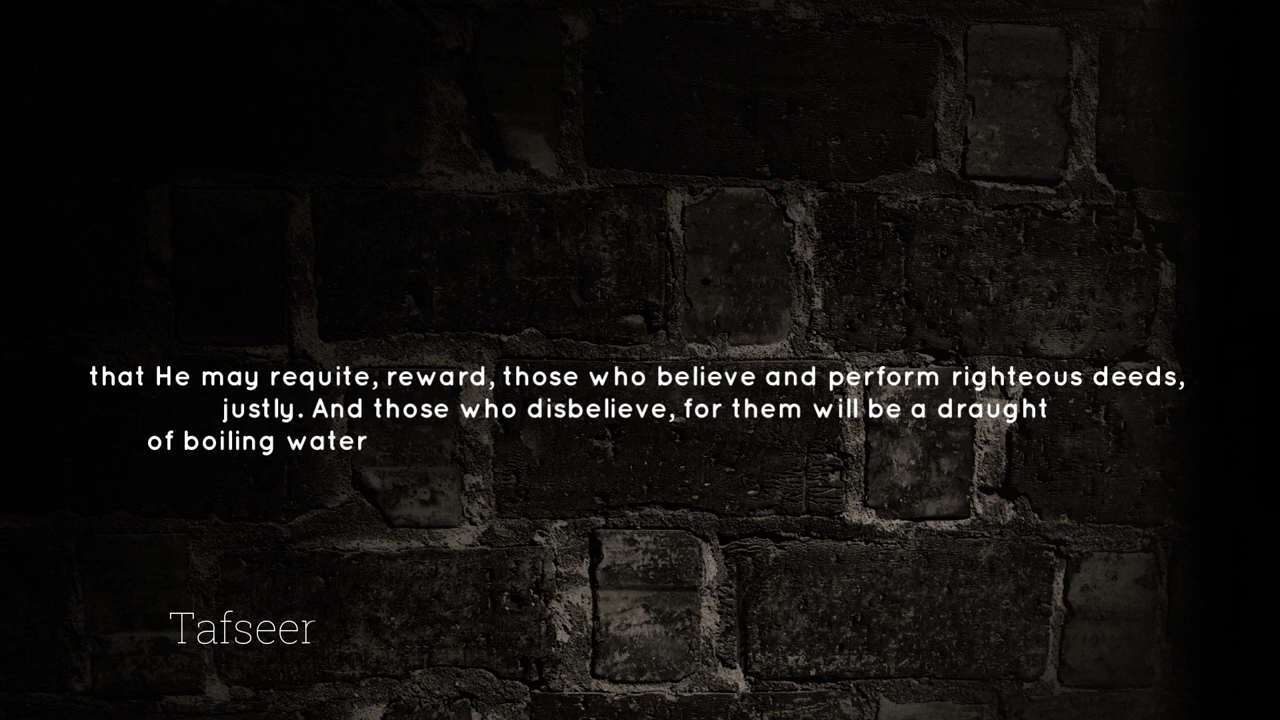 that He may requite, reward, those who believe and perform righteous deeds,
justly. And those who disbelieve, for them will be a draught
of boiling water
Tafseer